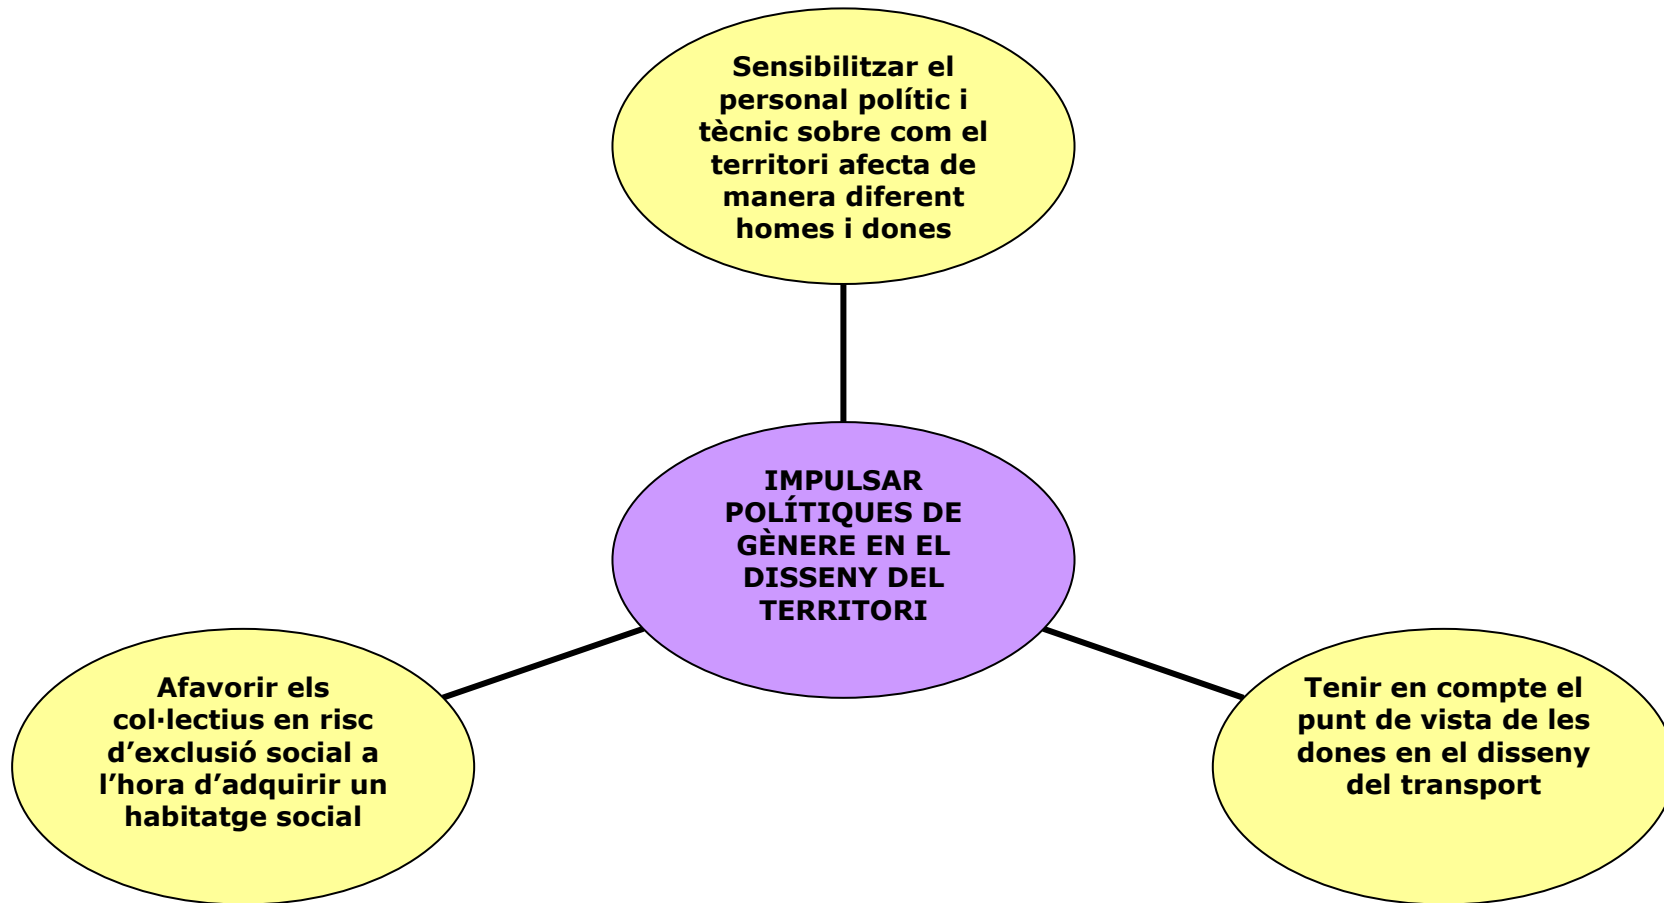 Sensibilitzar el
personal polític i
tècnic sobre com el
territori afecta de
manera diferent
homes i dones
IMPULSAR
POLÍTIQUES DE
GÈNERE EN EL
DISSENY DEL
TERRITORI
Afavorir els
col·lectius en risc
d’exclusió social a
l’hora d’adquirir un
habitatge social
Tenir en compte el
punt de vista de les
dones en el disseny
del transport